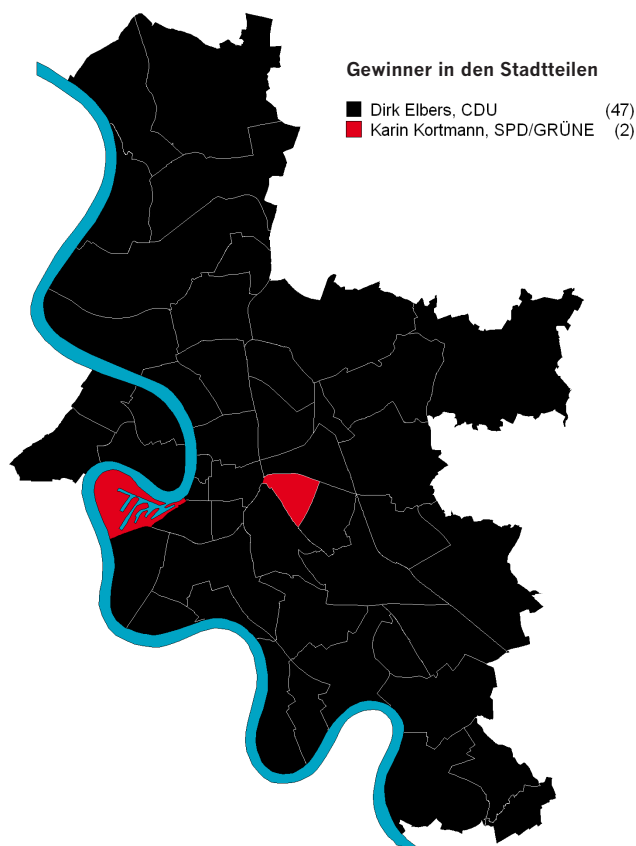 Gewinner in den Stadtteilen
Dirk Elbers, CDU (47)
Karin Kortmann, SPD/GRÜNE (2)